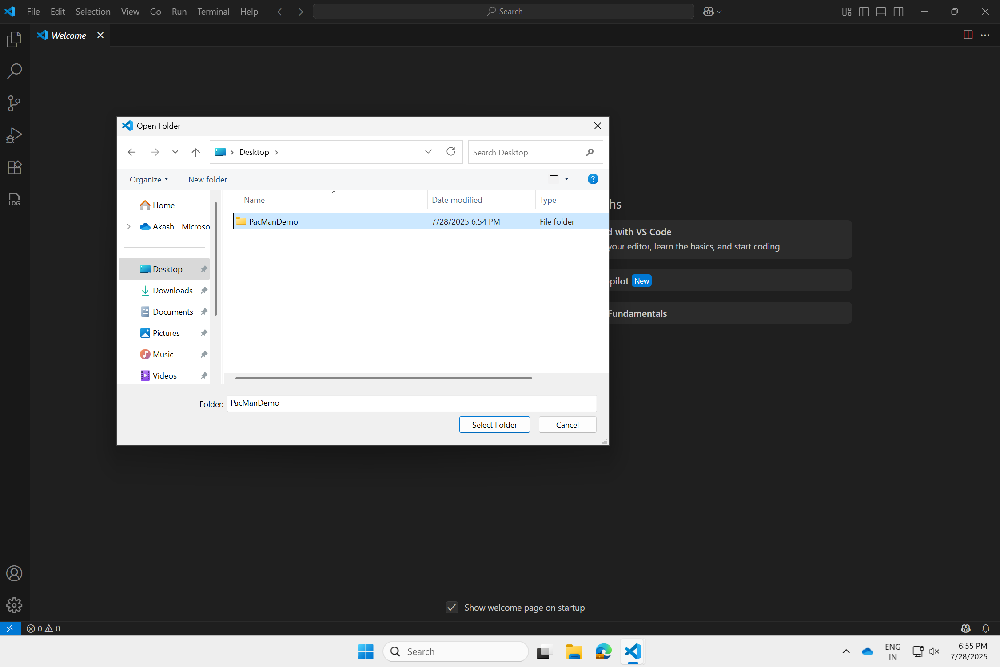 File Edit Selection View Go Run Terminal Help
Search
Welcome
LOG
Open Folder
Desktop
Search Desktop
Organize
New folder
?
Home
Akash - Microso
Desktop
Downloads
Documents
Pictures
Music
Videos
Name Date modified Type
PacManDemo 7/28/2025 6:54 PM File folder
Folder: PacManDemo
Select Folder Cancel
hs
d with VS Code
your editor, learn the basics, and start coding
pilot New
Fundamentals
Show welcome page on startup
0 0
Search
ENG
IN
6:55 PM
7/28/2025